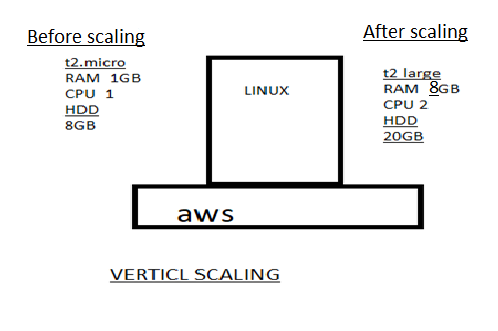 Before scaling
t2.micro
RAM 1GB
CPU 1
HDD
8GB
After scaling
t2 large
RAM 8GB
CPU 2
HDD
20GB
LINUX
aws
VERTICL SCALING